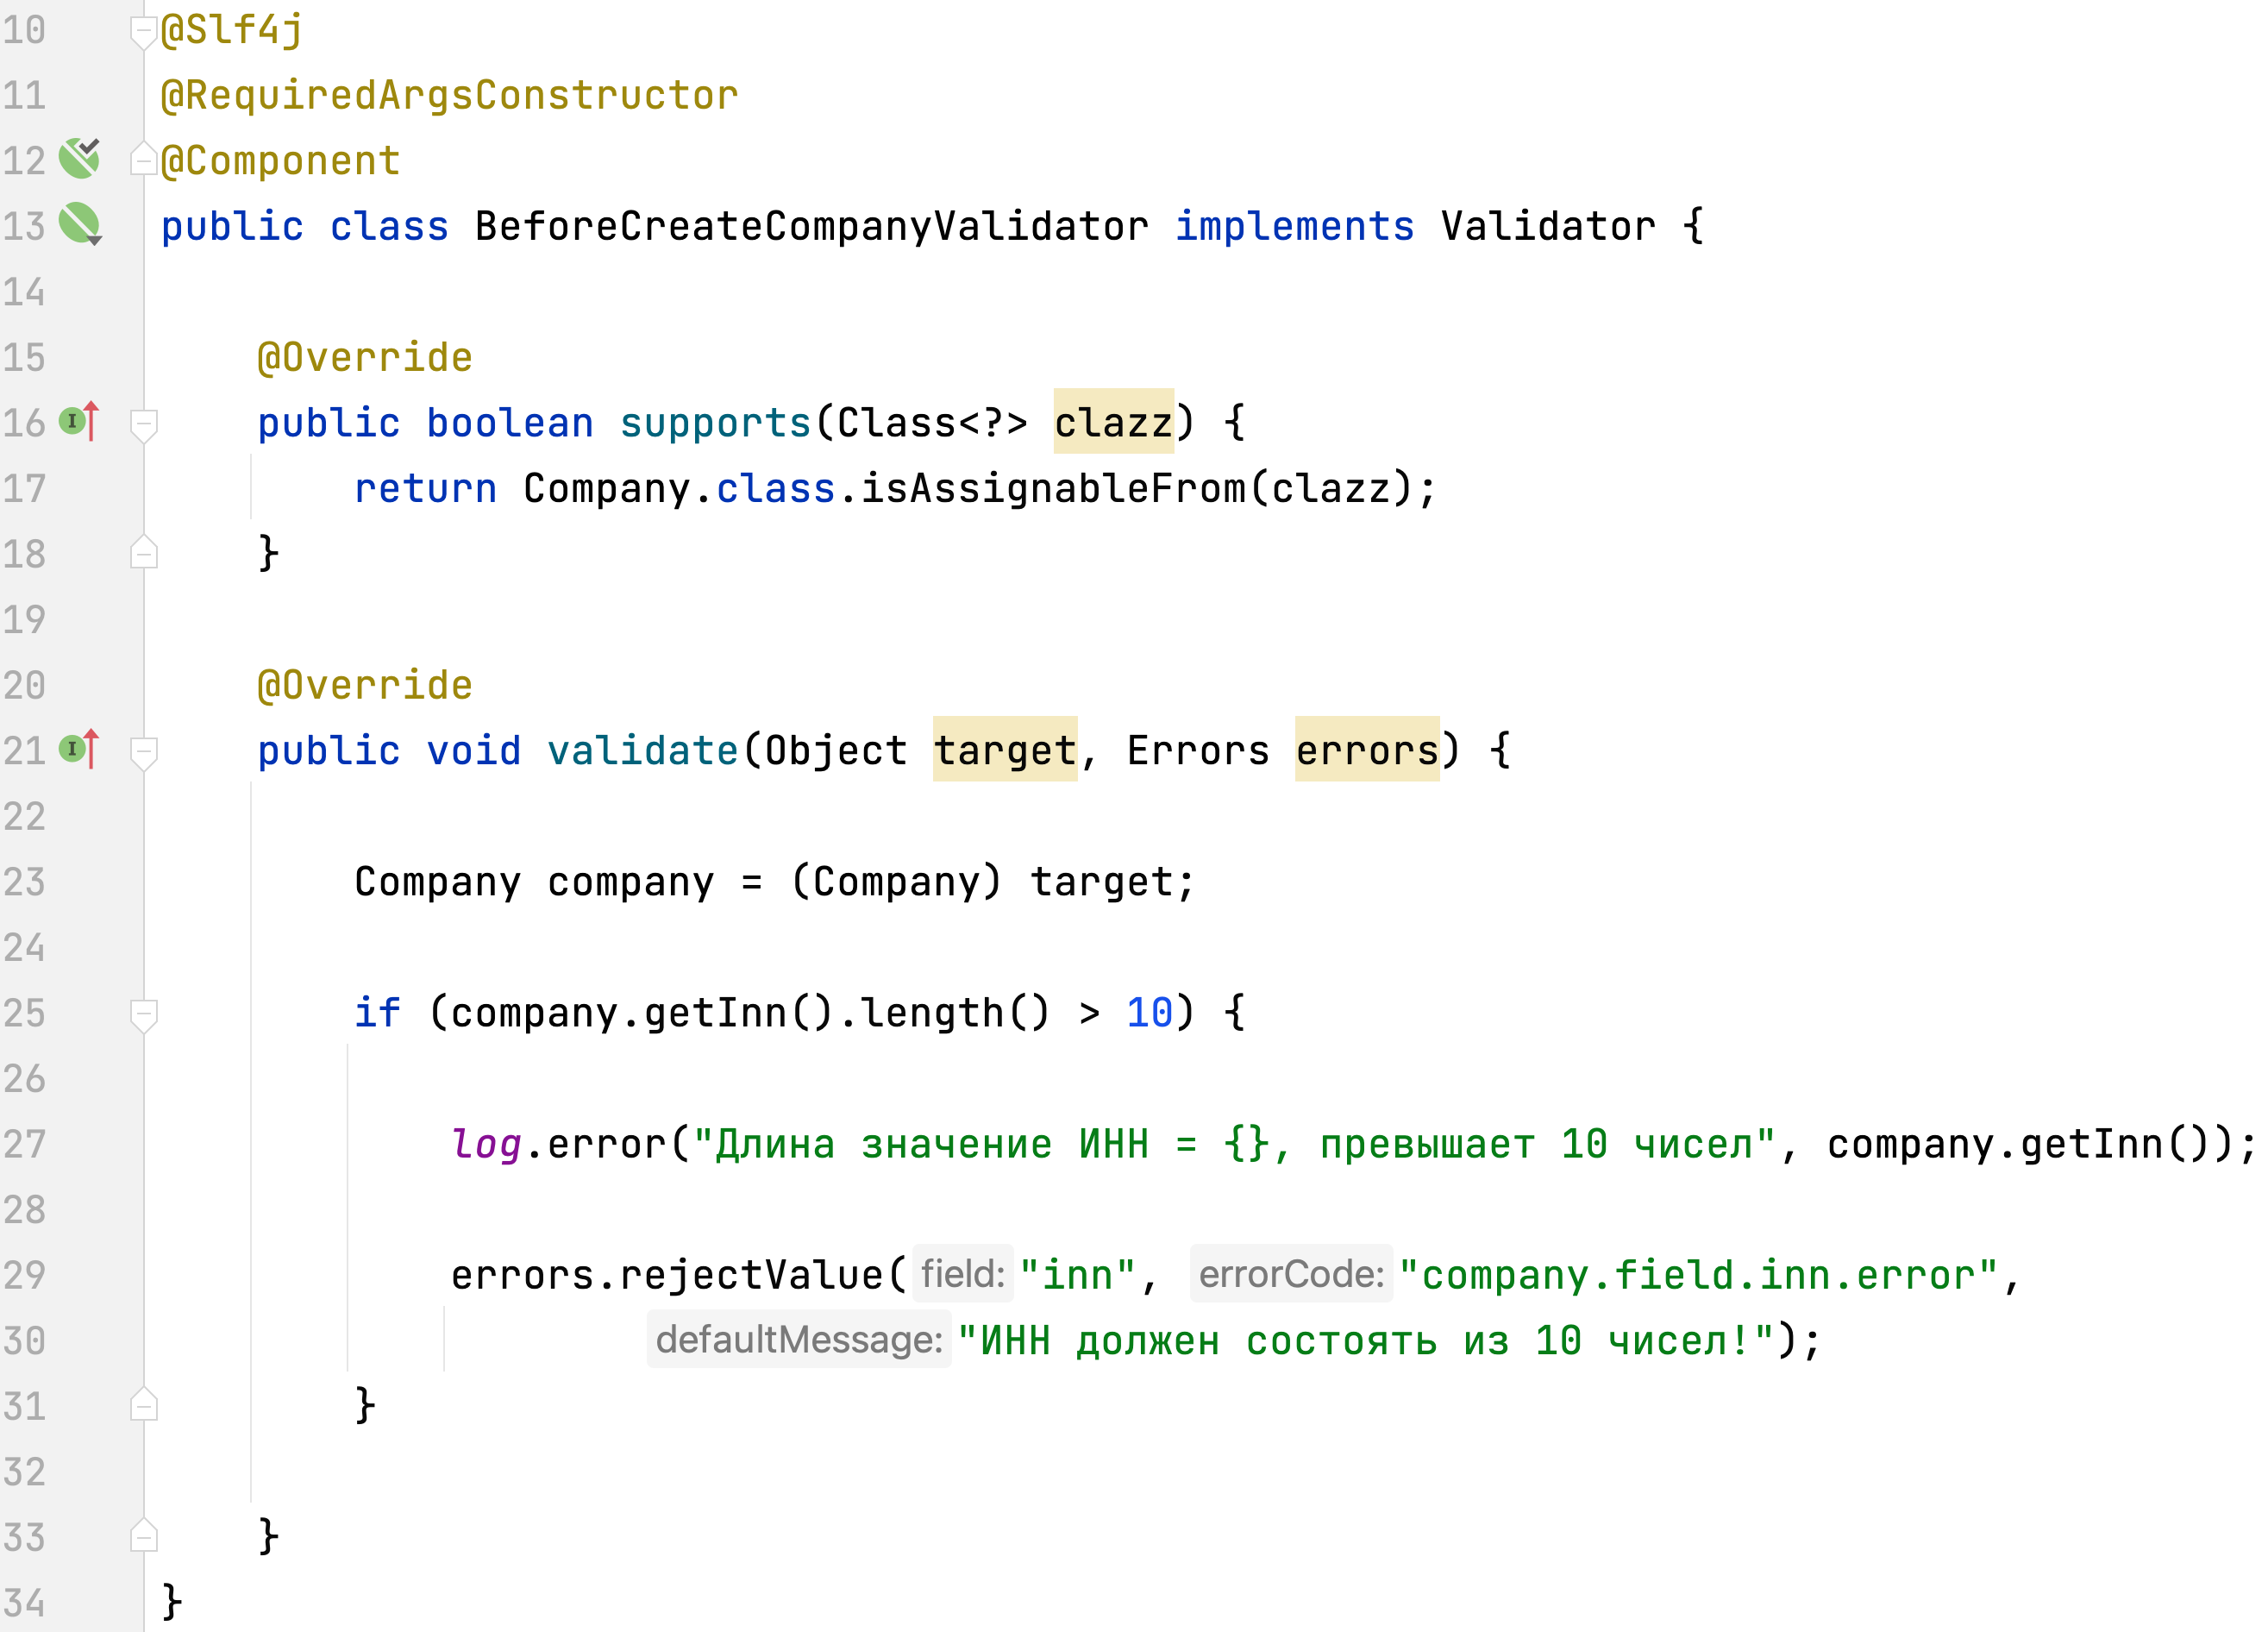 10 @Slf4j
11 @RequiredArgsConstructor
12 @Component
13 public class BeforeCreateCompanyValidator implements Validator {
14
15 @Override
16 public boolean supports(Class<?> clazz) {
17 return Company.class.isAssignableFrom(clazz);
18 }
19
20 @Override
21 public void validate(Object target, Errors errors) {
22
23 Company company = (Company) target;
24
25 if (company.getInn().length() > 10) {
26
27 log.error("Длина значение ИНН = {}, превышает 10 чисел", company.getInn());
28
29 errors.rejectValue( field: "inn", errorCode: "company.field.inn.error",
30 defaultMessage: "ИНН должен состоять из 10 чисел!");
31 }
32
33 }
34 }